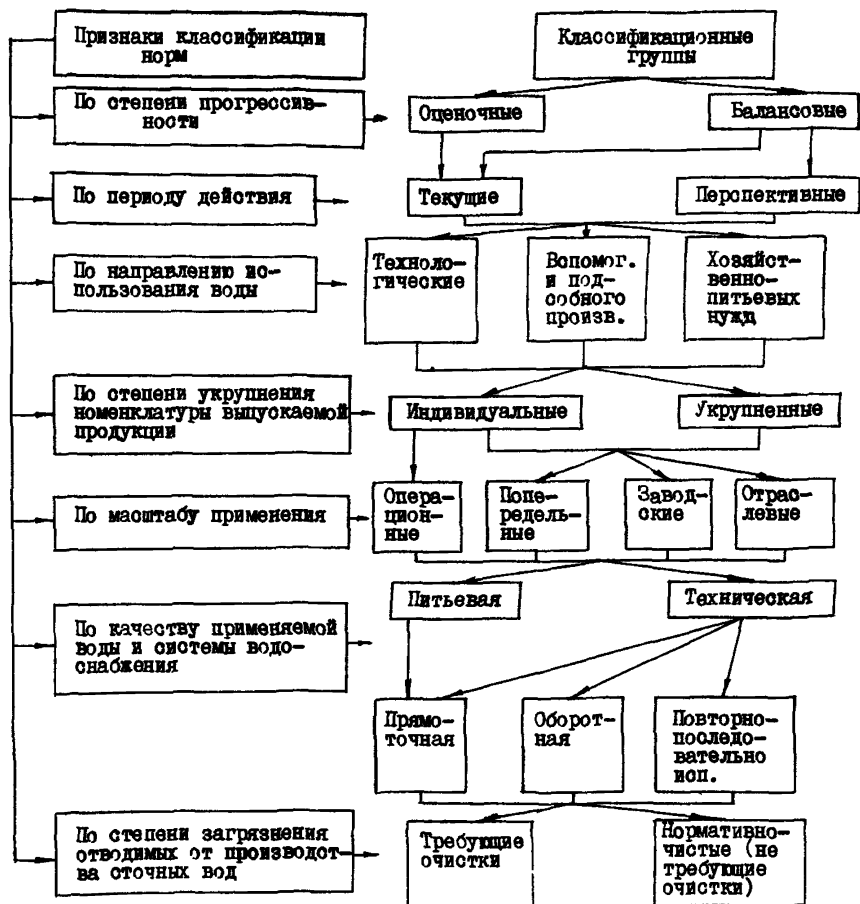 Признаки классификации
норм
Классификационные
группы
По степени прогрессив-
ности
Оценочные
Балансовые
По периоду действия
Текущие
Перспективные
По направлению ис-
пользования воды
Техноло-
гические
Вспомог.
и под-
собного
произв.
Хозяйст-
венно-
питьевых
нужд
По степени укрупнения
номенклатуры выпускаемой
продукции
Индивидуальные
Укрупненные
По масштабу применения
Опера-
цион-
ные
Попе-
редель-
ные
Завод-
ские
Отрас-
левые
По качеству применяемой
воды и системы водо-
снабжения
Питьевая
Техническая
Прямо-
точная
Оборот-
ная
Повторно-
последо-
вательно
исп.
По степени загрязнения
отводимых от производст-
ва сточных вод
Требующие
очистки
Нормативно-
чистые (не
требующие
очистки)